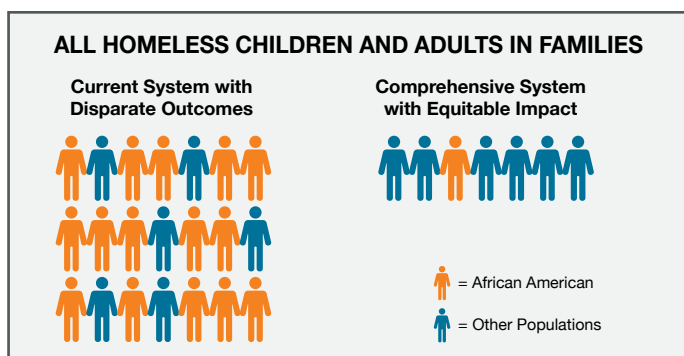 ALL HOMELESS CHILDREN AND ADULTS IN FAMILIES
Current System with
Disparate Outcomes
Comprehensive System
with Equitable Impact
= African American
= Other Populations